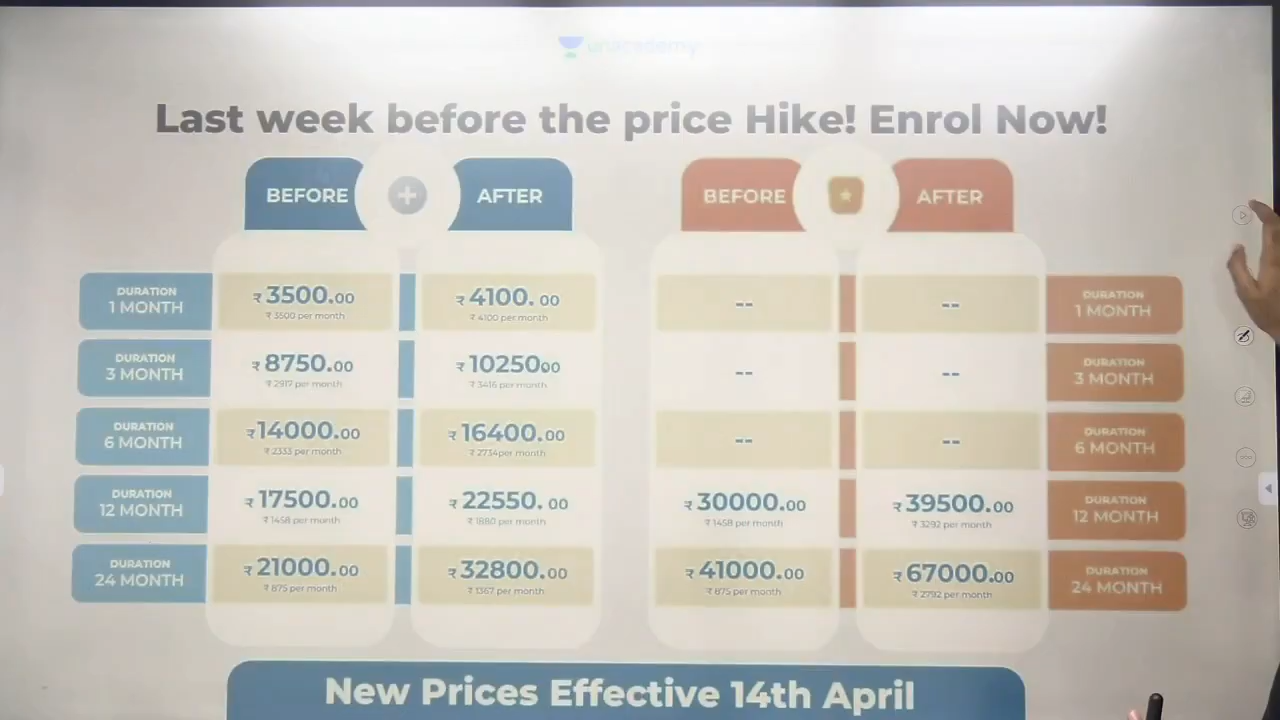 unacademy
Last week before the price Hike! Enrol Now!
BEFORE AFTER BEFORE AFTER
DURATION
1 MONTH
₹ 3500.00
₹ 3500 per month
₹ 4100. 00
₹ 4100 per month
--
--
DURATION
1 MONTH
DURATION
3 MONTH
₹ 8750.00
₹ 2917 per month
₹ 1025000
₹ 3416 per month
--
--
DURATION
3 MONTH
DURATION
6 MONTH
₹ 14000.00
₹ 2333 per month
₹ 16400.00
₹ 2734per month
--
--
DURATION
6 MONTH
DURATION
12 MONTH
₹ 17500.00
₹ 1458 per month
₹ 22550. 00
₹ 1880 per month
₹ 30000.00
₹ 1458 per month
₹ 39500.00
₹ 3292 per month
DURATION
12 MONTH
DURATION
24 MONTH
₹ 21000.00
₹ 875 per month
₹ 32800.00
₹ 1367 per month
₹ 41000.00
₹ 875 per month
₹ 67000.00
₹ 2792 per month
DURATION
24 MONTH
New Prices Effective 14th April